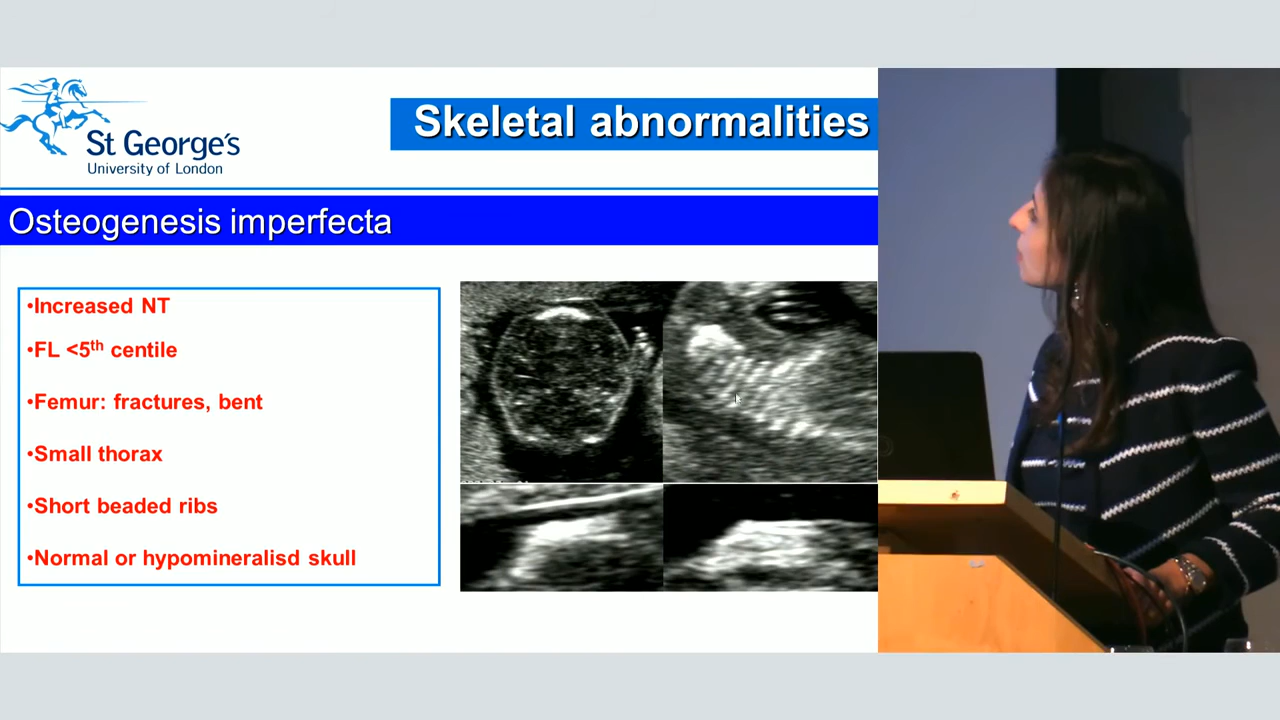 St George's
University of London
Skeletal abnormalities
Osteogenesis imperfecta
•Increased NT
•FL <5th centile
•Femur: fractures, bent
•Small thorax
•Short beaded ribs
•Normal or hypomineralisd skull